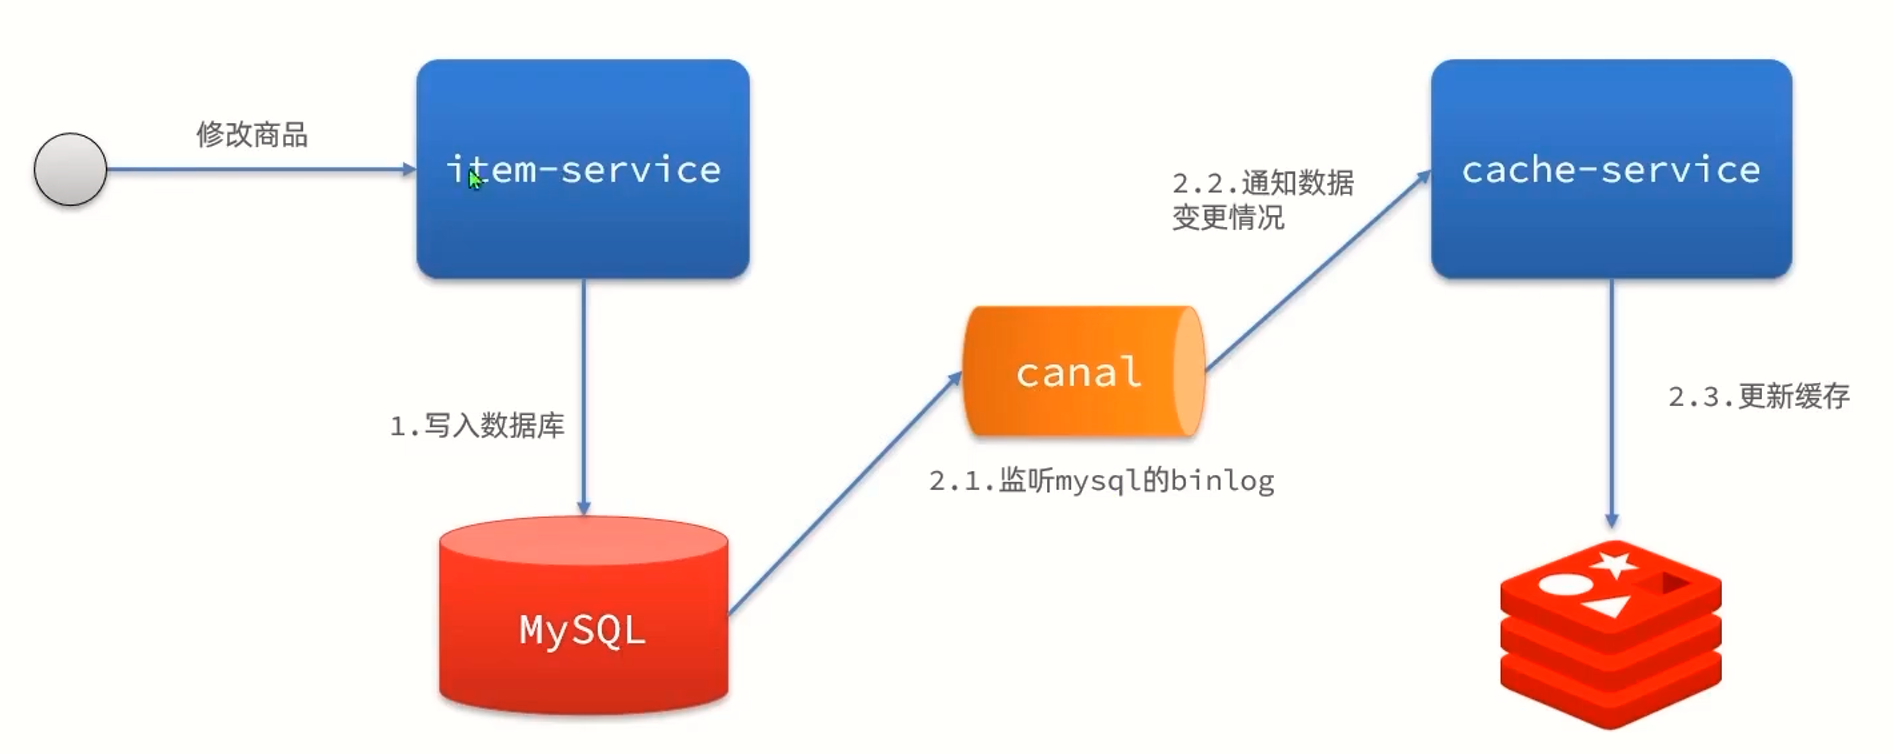 修改商品
item-service
cache-service
2.2.通知数据
变更情况
canal
2.3.更新缓存
1.写入数据库
2.1.监听mysql的binlog
MySQL